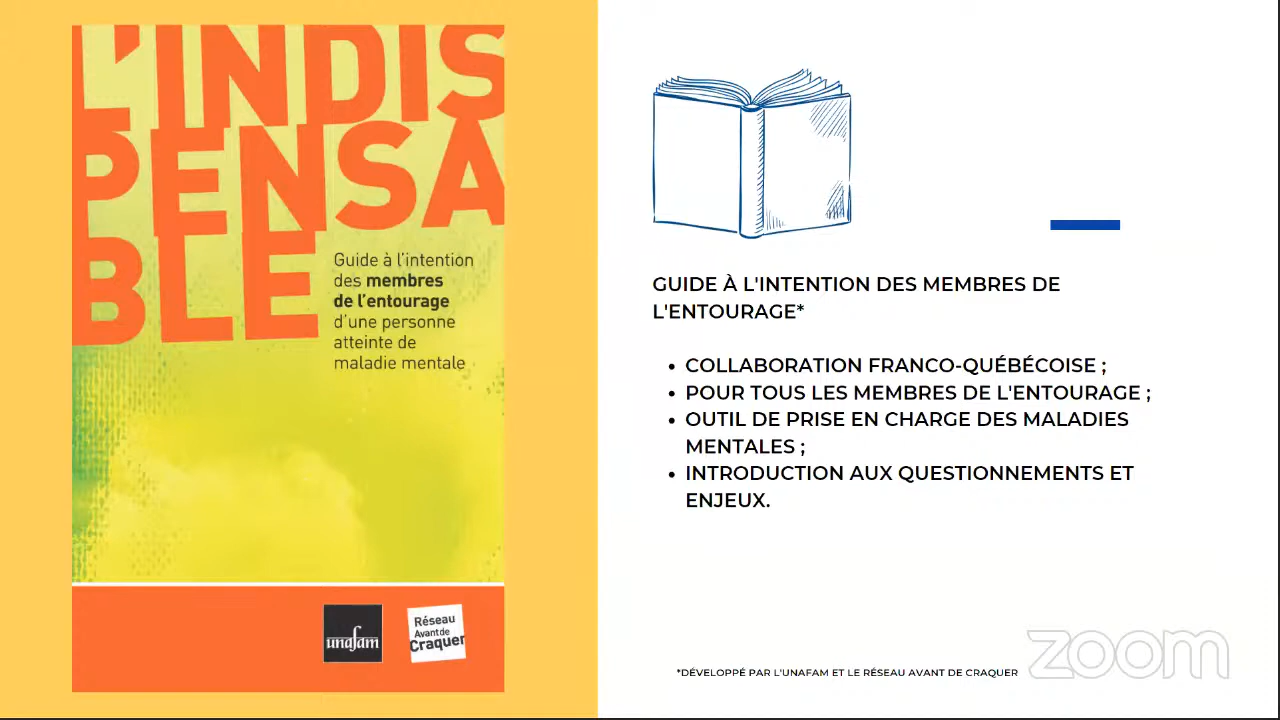 L'INDIS
PENSA
BLE
Guide à l'intention
des membres
de l'entourage
d'une personne
atteinte de
maladie mentale
unafam
Réseau
Avant de
Craquer
GUIDE À L'INTENTION DES MEMBRES DE
L'ENTOURAGE*
• COLLABORATION FRANCO-QUÉBÉCOISE ;
• POUR TOUS LES MEMBRES DE L'ENTOURAGE ;
• OUTIL DE PRISE EN CHARGE DES MALADIES
MENTALES ;
• INTRODUCTION AUX QUESTIONNEMENTS ET
ENJEUX.
*DÉVELOPPÉ PAR L'UNAFAM ET LE RÉSEAU AVANT DE CRAQUER
zoom